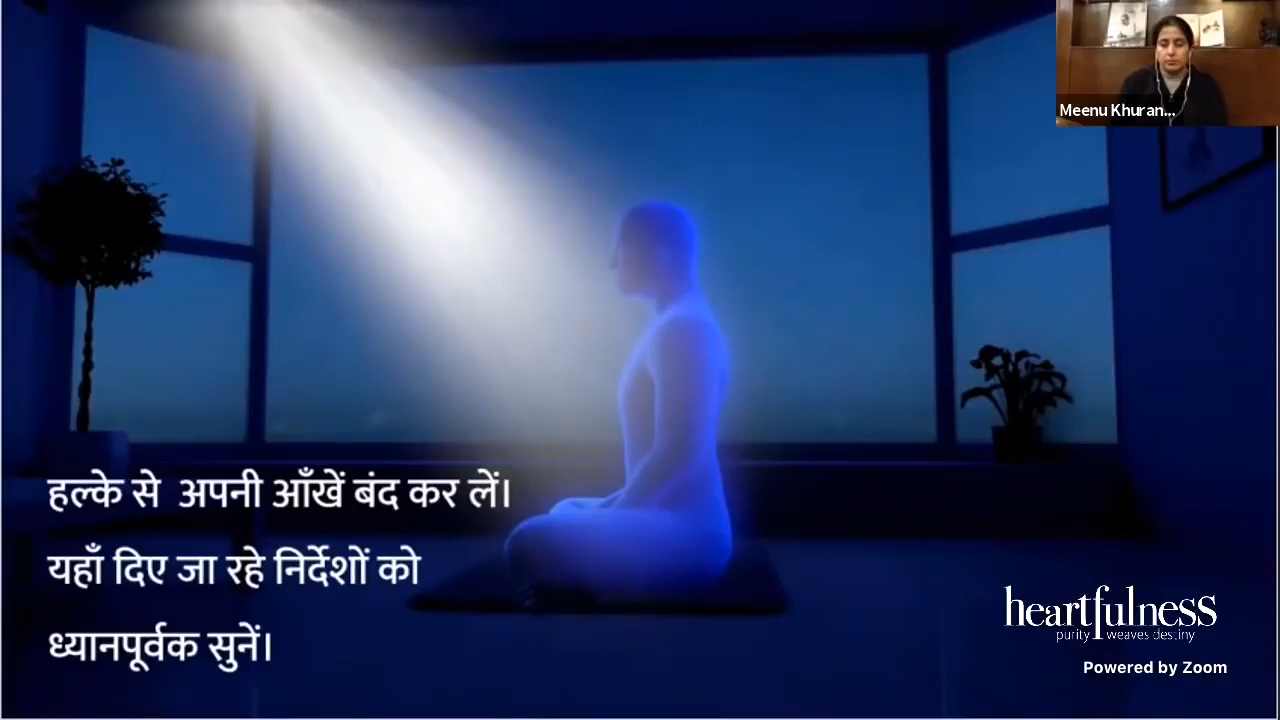 Meenu Khuran...
हल्के से अपनी आँखें बंद कर लें।
यहाँ दिए जा रहे निर्देशों को
ध्यानपूर्वक सुनें।
heartfulness
purity weaves destiny
Powered by Zoom